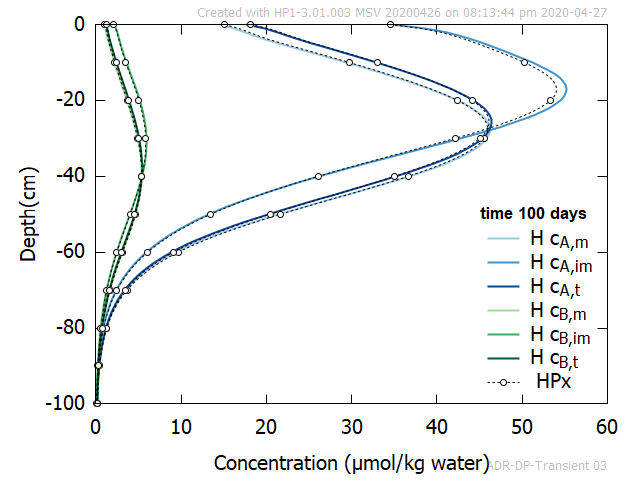 Created with HP1-3.01.003 MSV 20200426 on 08:13:44 pm 2020-04-27
0
-20
-40
-60
-80
-100
Depth(cm)
time 100 days
H cA,m
H cA,im
H cA,t
H cB,m
H cB,im
H cB,t
HPx
0 10 20 30 40 50 60
Concentration (µmol/kg water)
ADR-DP-Transient 03